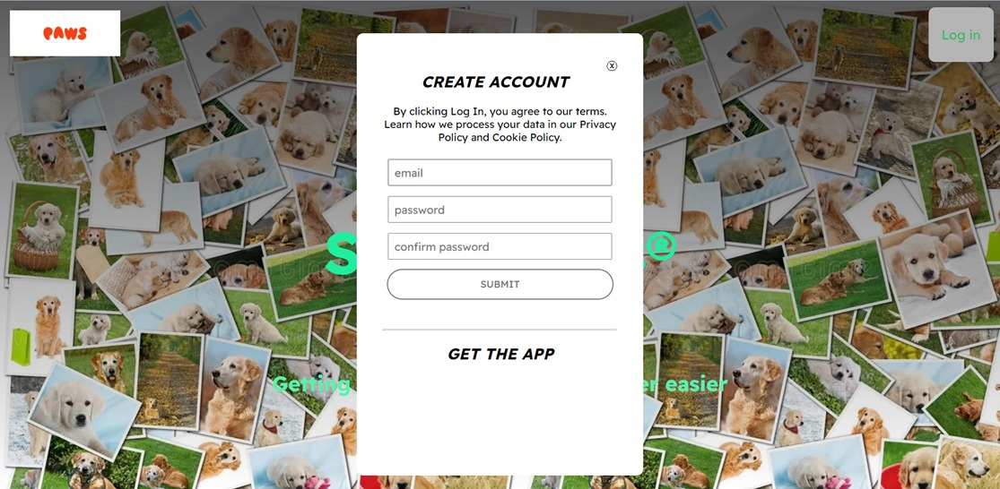 PAWS
Log in
ⓧ
CREATE ACCOUNT
By clicking Log In, you agree to our terms.
Learn how we process your data in our Privacy
Policy and Cookie Policy.
email
password
confirm password
S
®
SUBMIT
GET THE APP
Getting
er easier